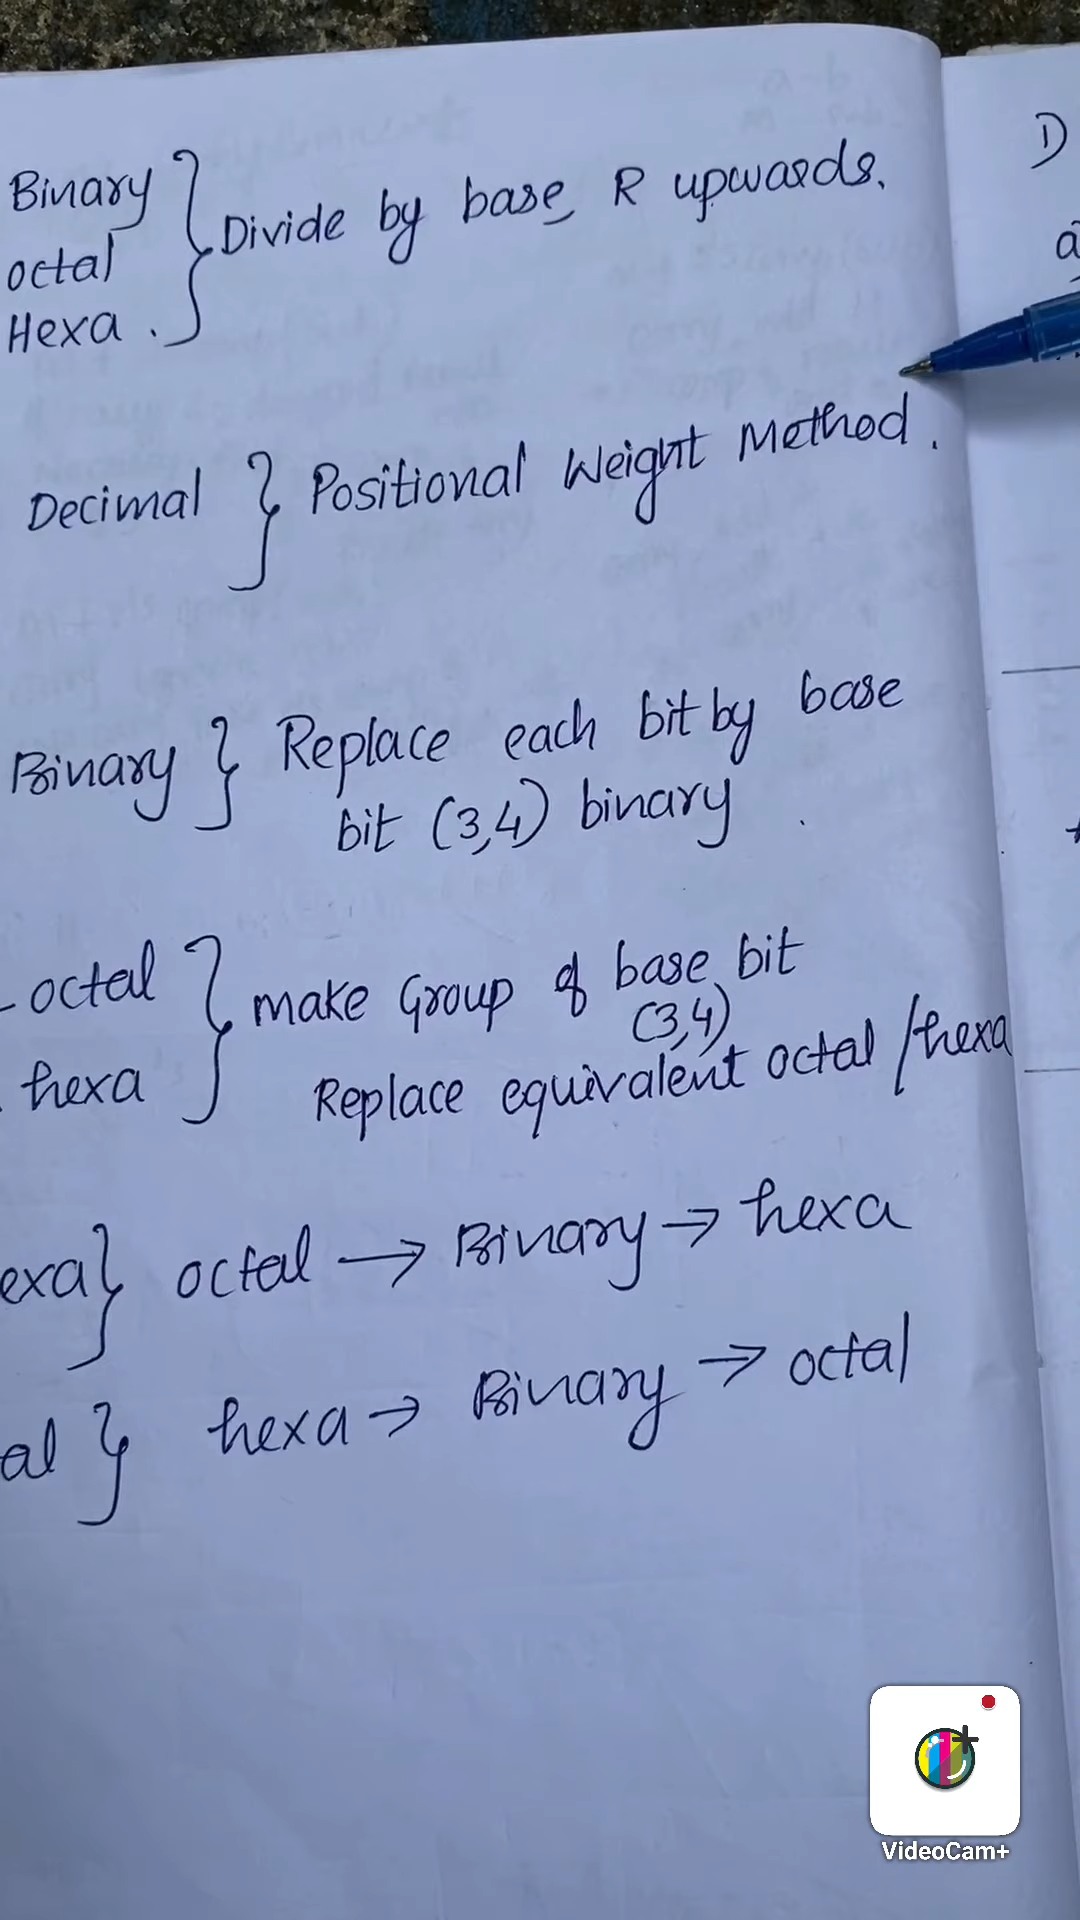 Binary
octal
Hexa .
Divide by base R upwards.
Decimal } Positional Weight Method.
Binary } Replace each bit by base
bit (3,4) binary
- octal
hexa
make Group of base bit
(3,4)
Replace equivalent octal /hexa
exa} octal → Binary → hexa
al } hexa → Binary → octal
D
a
VideoCam+